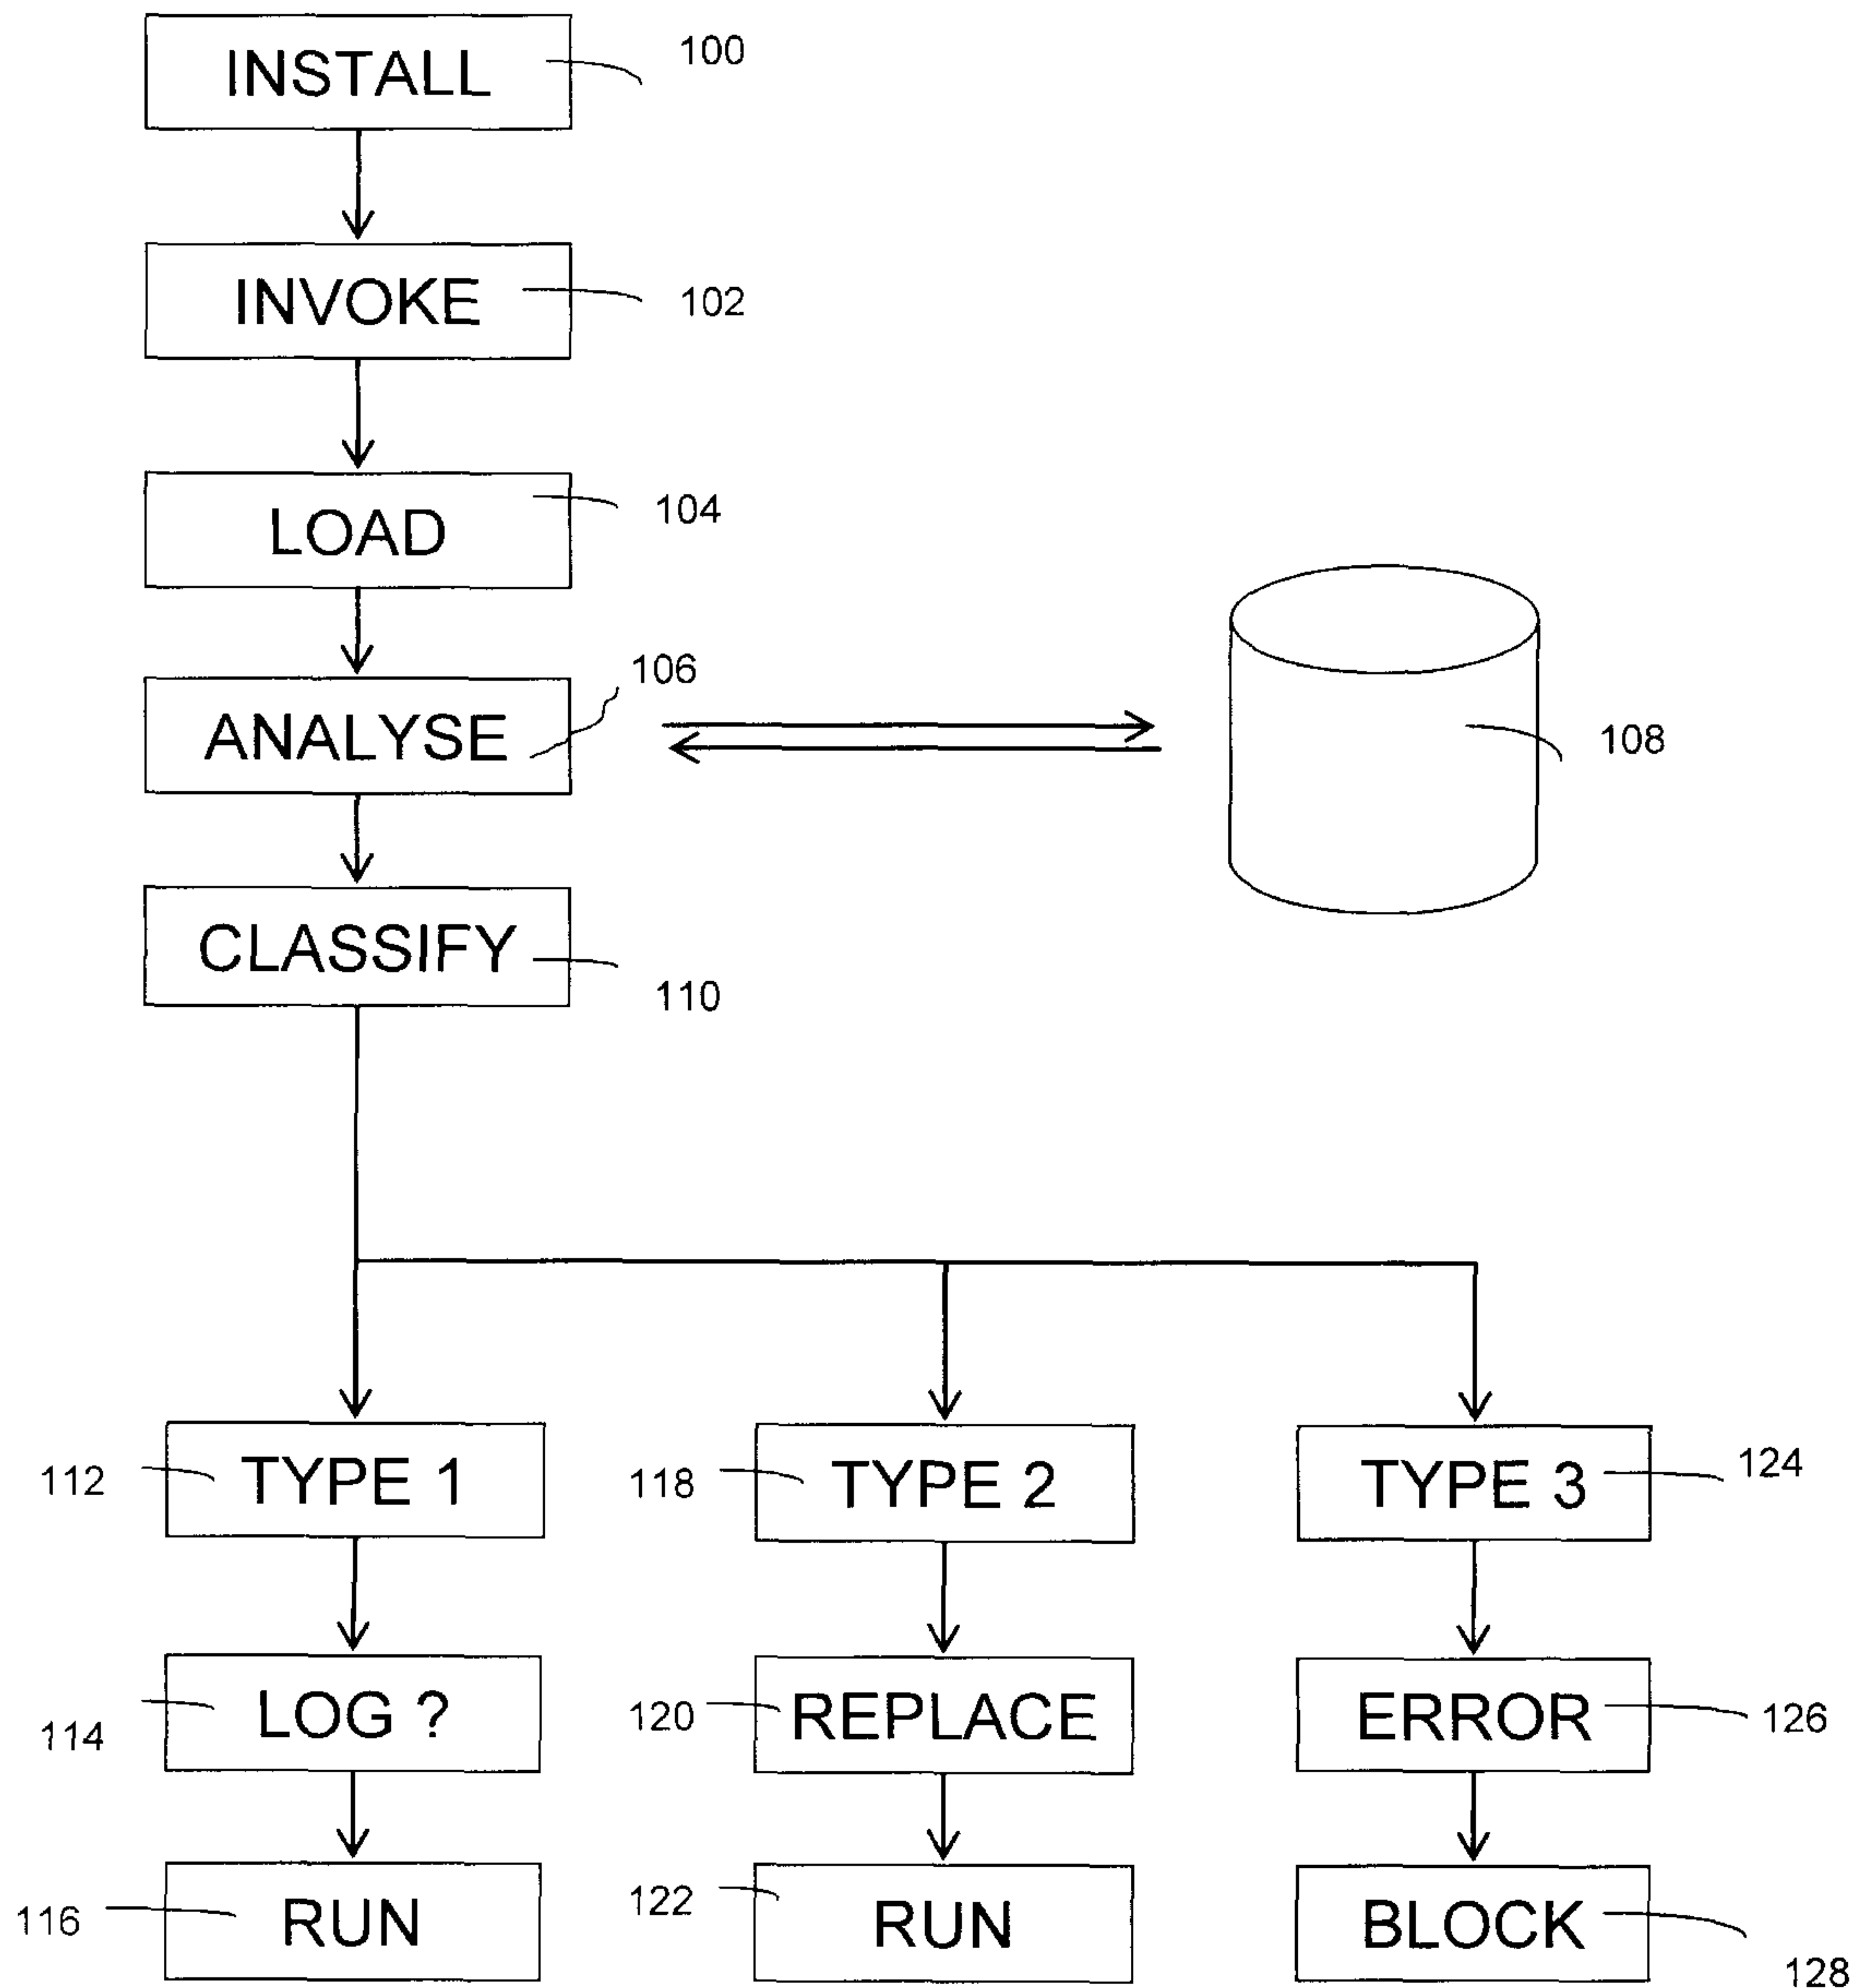 INSTALL 100
INVOKE 102
LOAD 104
106
ANALYSE
108
CLASSIFY
110
112 TYPE 1
118 TYPE 2
TYPE 3 124
114 LOG ?
120 REPLACE
ERROR 126
116 RUN
122 RUN
BLOCK 128